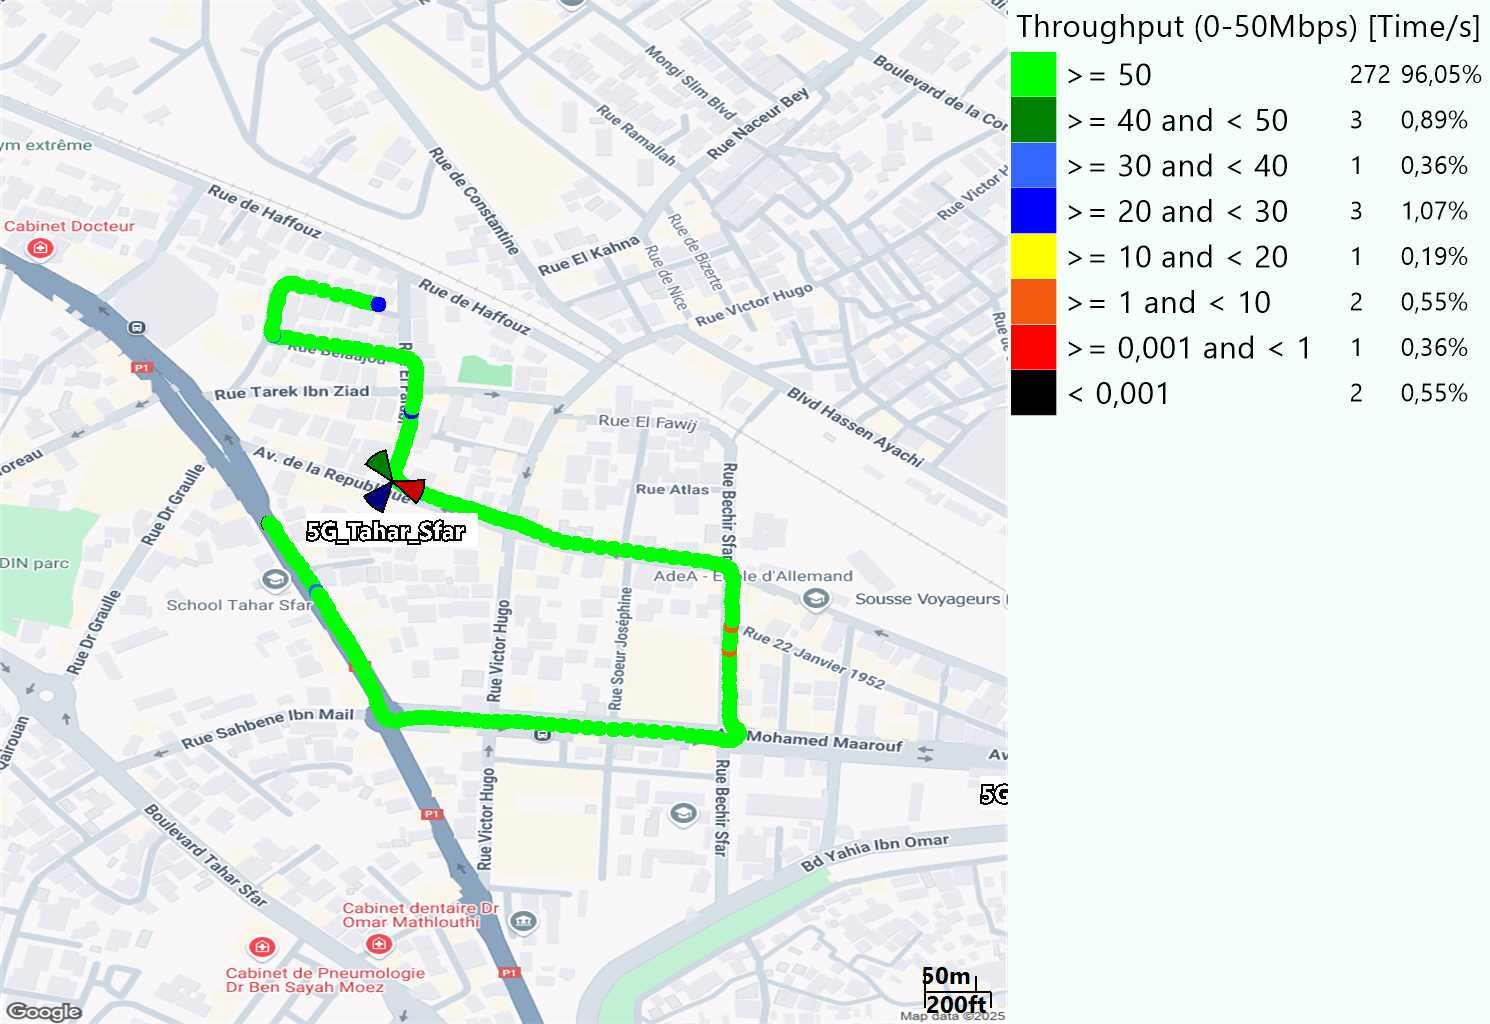 Throughput (0-50Mbps) [Time/s]
>= 50 272 96,05%
>= 40 and < 50 3 0,89%
>= 30 and < 40 1 0,36%
>= 20 and < 30 3 1,07%
>= 10 and < 20 1 0,19%
>= 1 and < 10 2 0,55%
>= 0,001 and < 1 1 0,36%
< 0,001 2 0,55%
Mongi Slim Blvd
Boulevard de la Cor
Rue Naceur Bey
Rue Ramallah
ym extrême
Rue de Constantine
Rue Victor H
Rue de Haffouz
Cabinet Docteur
Rue de Bizerte
Rue El Kahna
Rue de Nice
Rue de Haffouz
Rue Victor Hugo
P1
Rue Tarek Ibn Ziad
Blvd Hassen Ayachi
Rue El Fawij
oreau
Av. de la Republique
Rue Dr Graulle
Rue Atlas
Rue Bechir Sfar
5G_Tahar_Sfar
DIN parc
AdeA - École d'Allemand
School Tahar Sfar
Sousse Voyageurs
Rue Dr Graulle
Rue Victor Hugo
Rue Soeur Joséphine
Rue 22 Janvier 1952
Rue Sahbene Ibn Mail
Mohamed Maarouf
Av
Qairouan
5G
Rue Victor Hugo
Rue Bechir Sfar
P1
Boulevard Tahar Sfar
Bd Yahia Ibn Omar
Cabinet dentaire Dr
Omar Mathlouthi
Cabinet de Pneumologie
Dr Ben Sayah Moez
P1
50m
200ft
Google
Map data ©2025